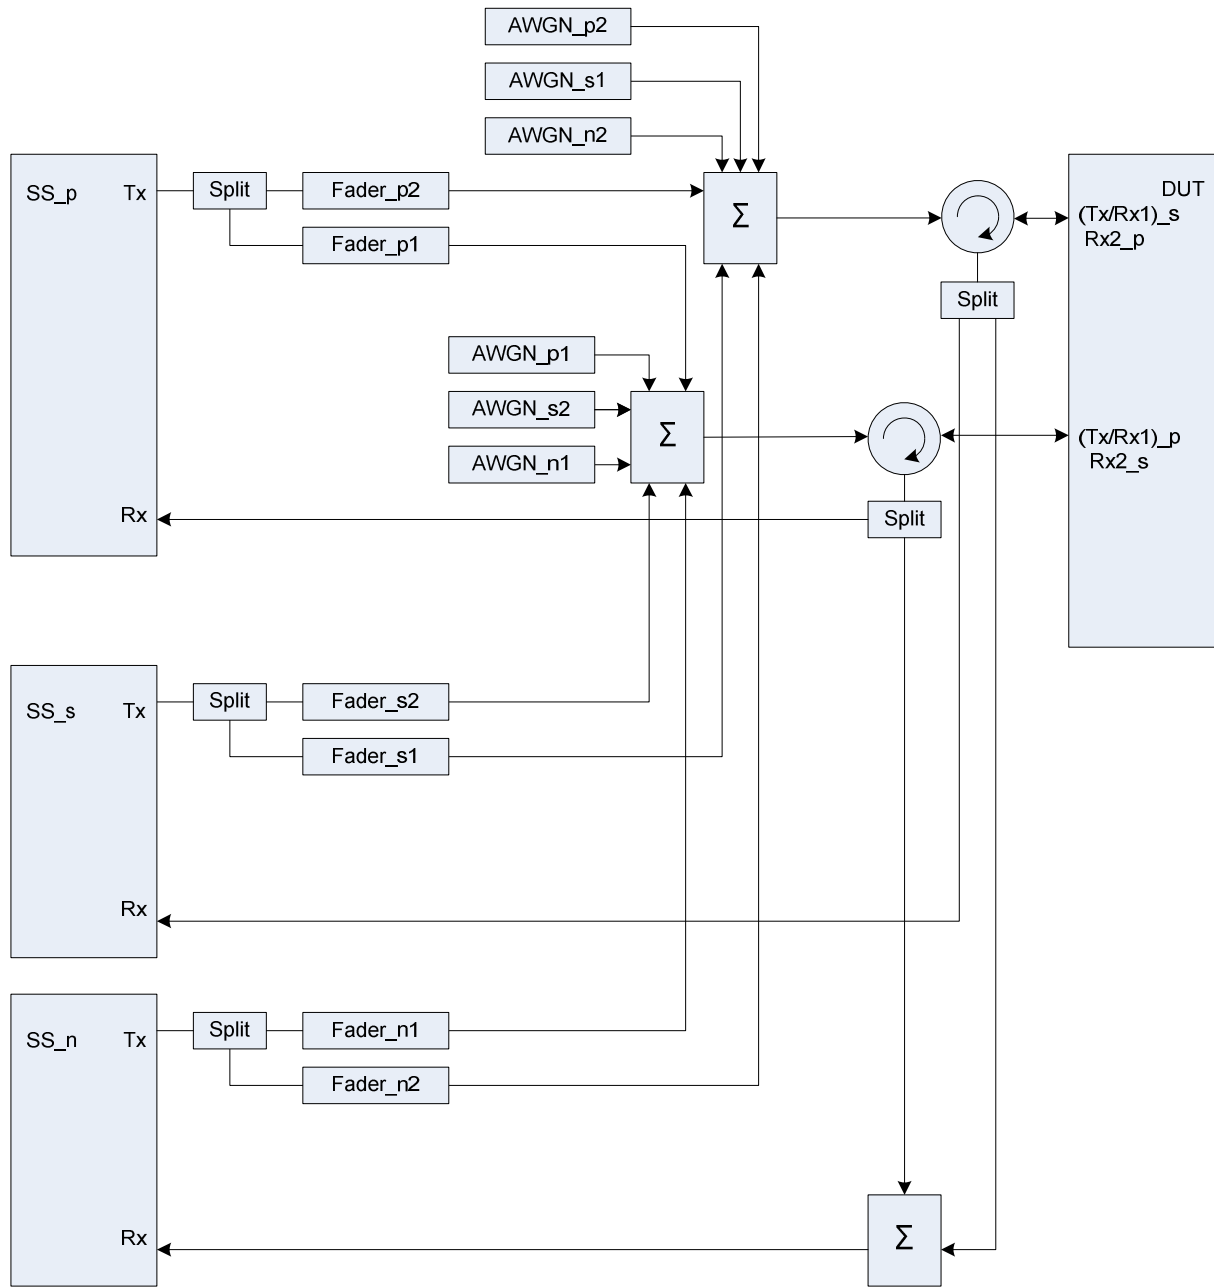 AWGN_p2
AWGN_s1
AWGN_n2
SS_p
Tx
Split
Fader_p2
Fader_p1
Σ
DUT
(Tx/Rx1)_s
Rx2_p
Split
AWGN_p1
AWGN_s2
AWGN_n1
Σ
(Tx/Rx1)_p
Rx2_s
Rx
Split
SS_s
Tx
Split
Fader_s2
Fader_s1
Rx
SS_n
Tx
Split
Fader_n1
Fader_n2
Rx
Σ